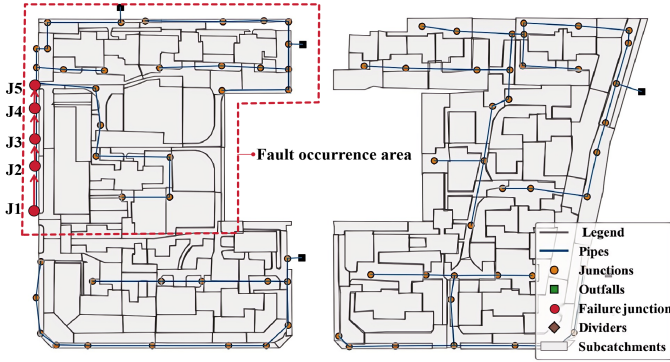 J5
J4
J3
J2
J1
Fault occurrence area
Legend
Pipes
Junctions
Outfalls
Failure junction
Dividers
Subcatchments